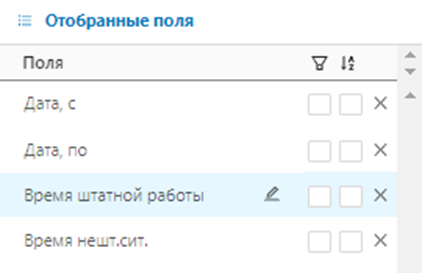 Отобранные поля
Поля
Дата, с
Дата, по
Время штатной работы
Время нешт.сит.